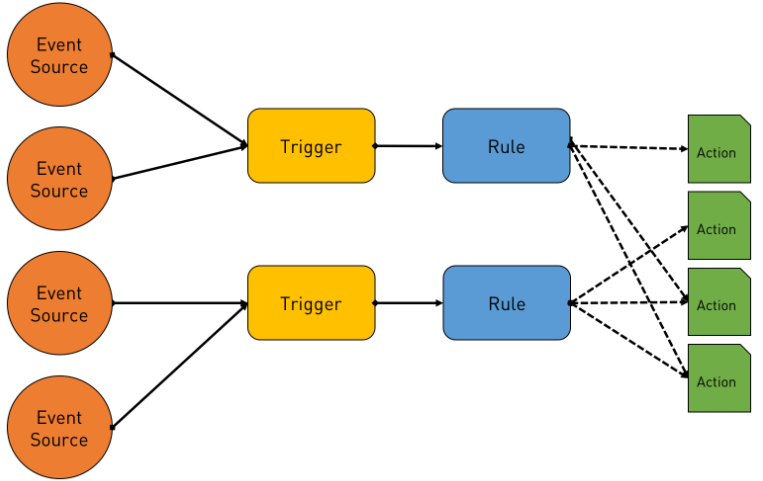 Event
Source
Event
Source
Trigger
Rule
Action
Action
Event
Source
Trigger
Rule
Action
Action
Event
Source